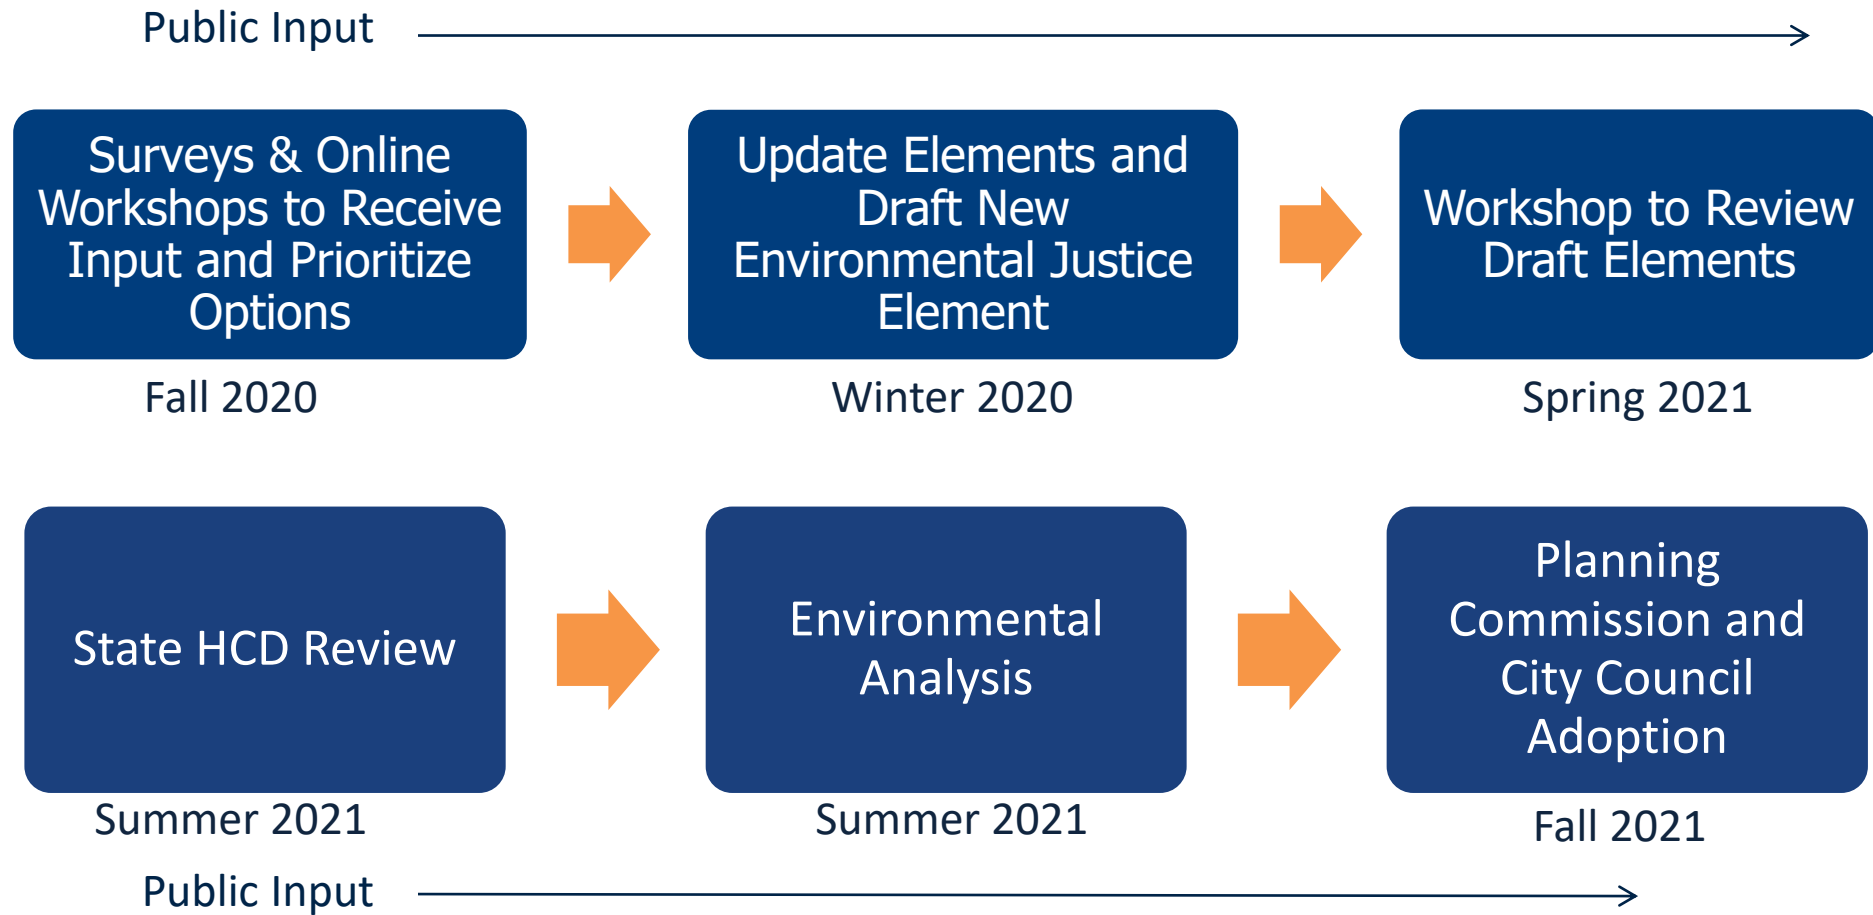 Public Input
Surveys & Online
Workshops to Receive
Input and Prioritize
Options
Fall 2020
Update Elements and
Draft New
Environmental Justice
Element
Winter 2020
Workshop to Review
Draft Elements
Spring 2021
State HCD Review
Summer 2021
Environmental
Analysis
Summer 2021
Planning
Commission and
City Council
Adoption
Fall 2021
Public Input